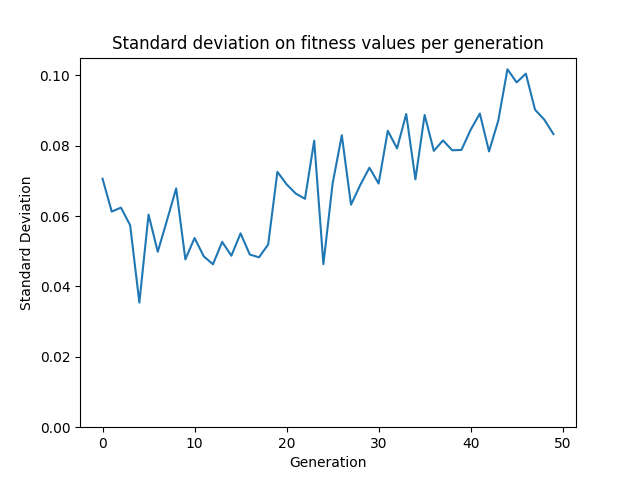 Standard deviation on fitness values per generation
0.10
0.08
0.06
0.04
0.02
0.00
Standard Deviation
0 10 20 30 40 50
Generation